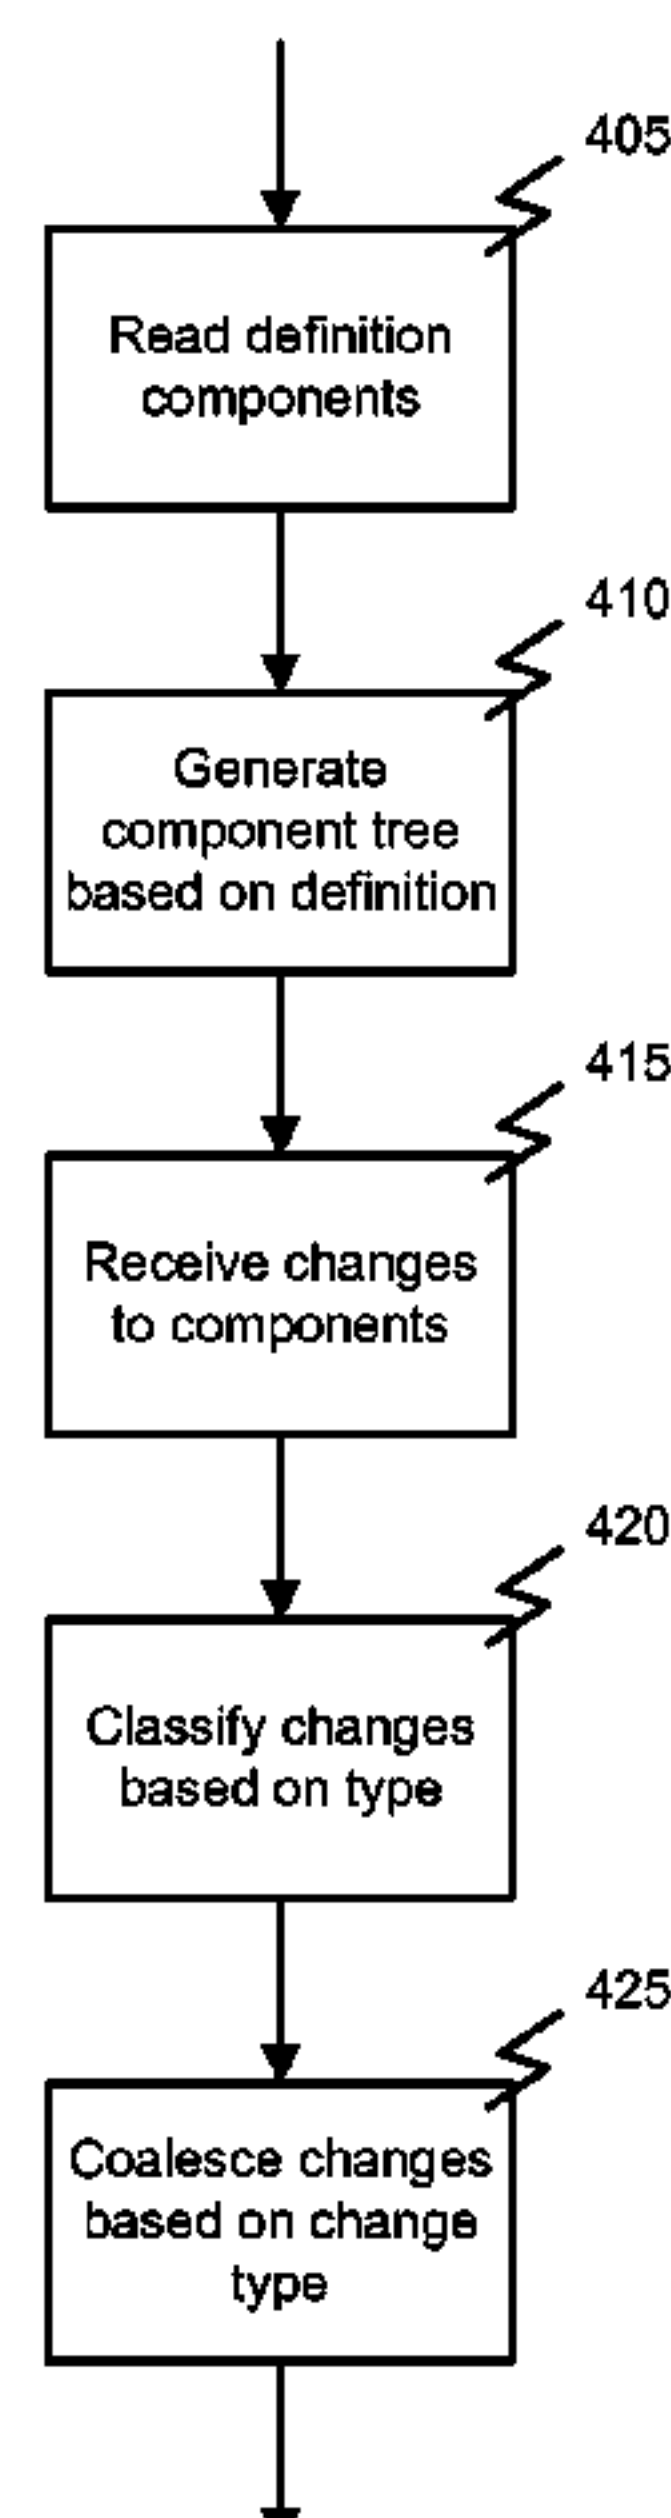 405
Read definition
components
410
Generate
component tree
based on definition
415
Receive changes
to components
420
Classify changes
based on type
425
Coalesce changes
based on change
type